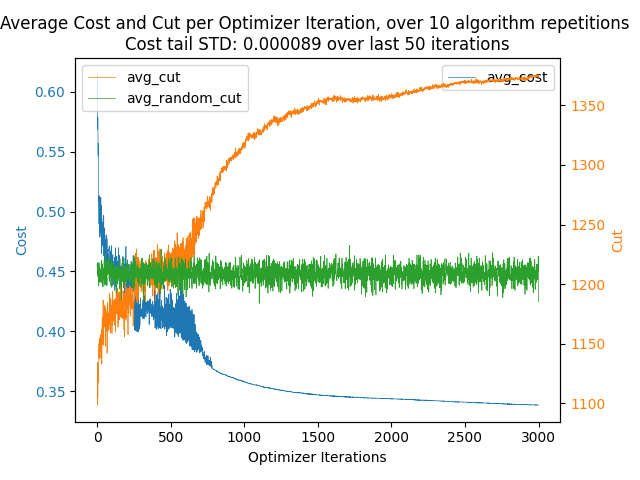 Average Cost and Cut per Optimizer Iteration, over 10 algorithm repetitions
Cost tail STD: 0.000089 over last 50 iterations
avg_cut
avg_random_cut
avg_cost
0.60
0.55
0.50
0.45
0.40
0.35
Cost
1350
1300
1250
1200
1150
1100
Cut
0
500
1000
1500
2000
2500
3000
Optimizer Iterations